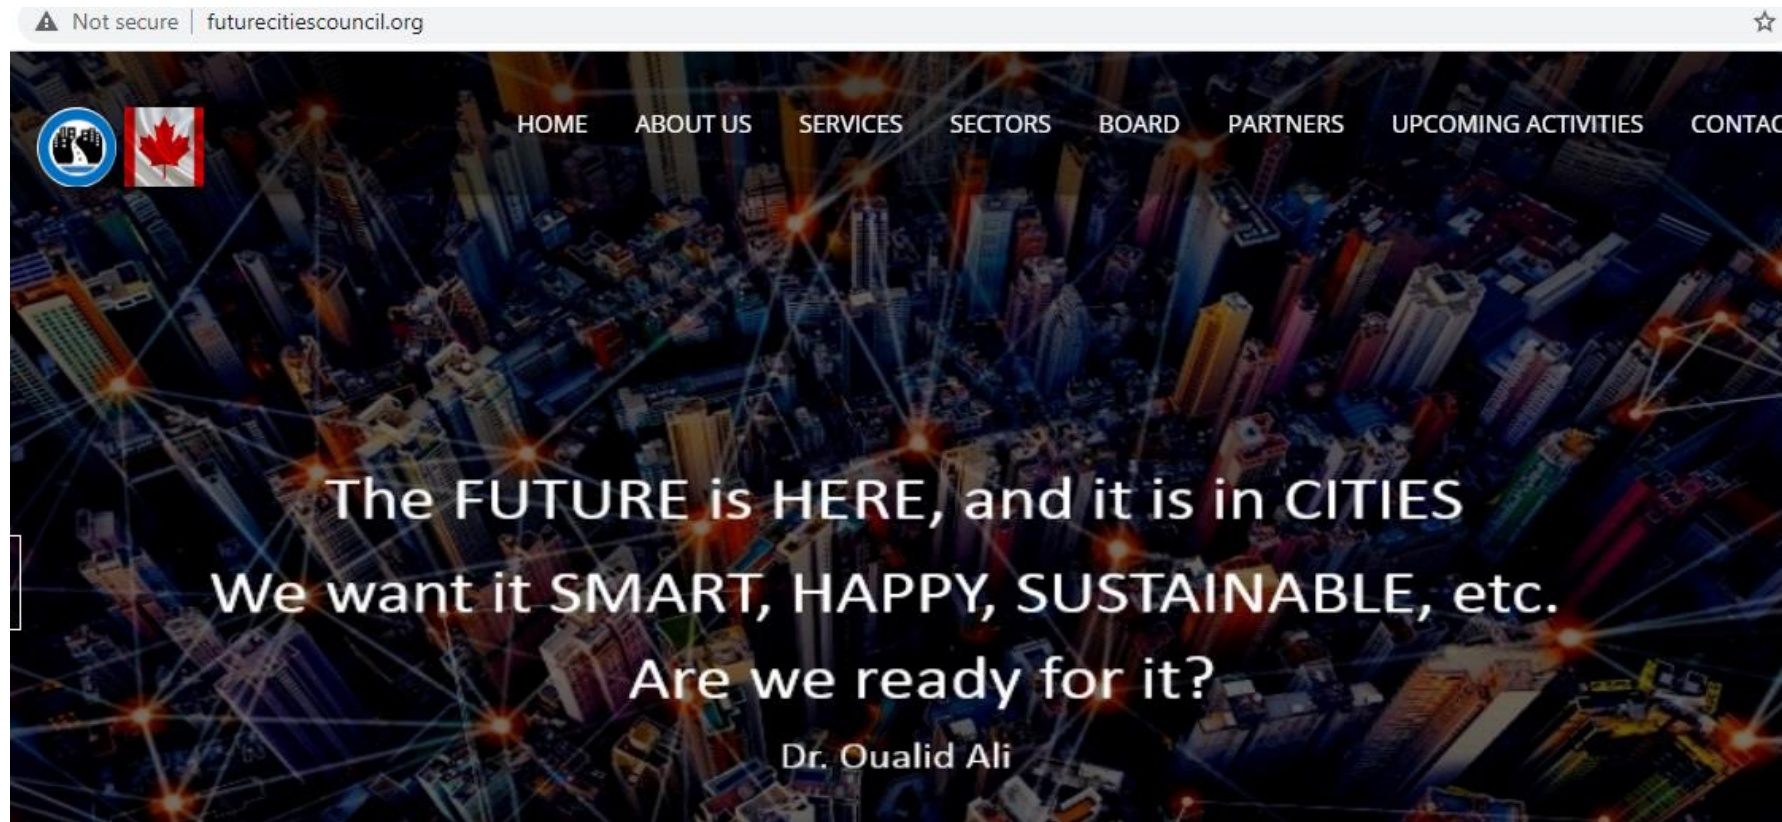 Not secure | futurecitiescouncil.org
HOME ABOUT US SERVICES SECTORS BOARD PARTNERS UPCOMING ACTIVITIES CONTAC
The FUTURE is HERE, and it is in CITIES
We want it SMART, HAPPY, SUSTAINABLE, etc.
Are we ready for it?
Dr. Oualid Ali